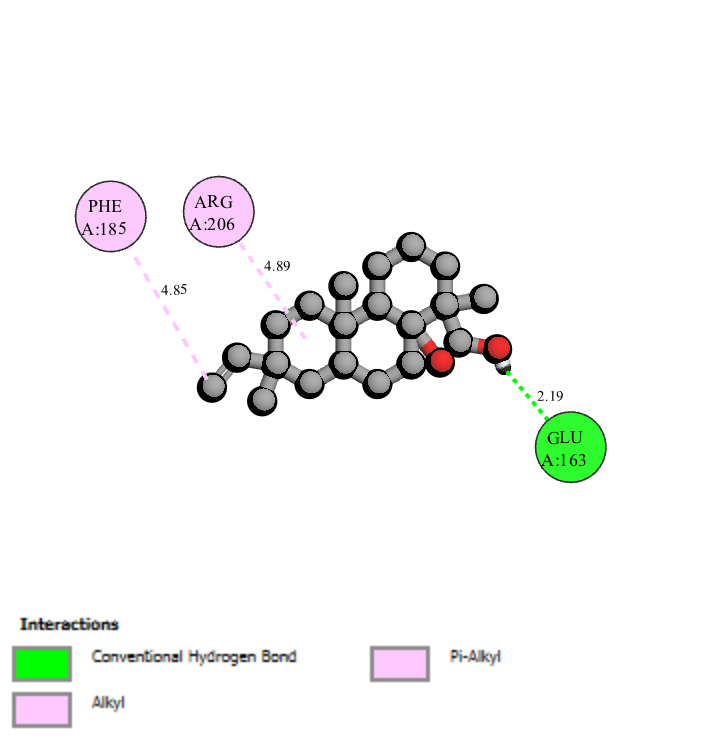 PHE
A:185
ARG
A:206
4.89
4.85
2.19
GLU
A:163
Interactions
Conventional Hydrogen Bond
Pi-Alkyl
Alkyl